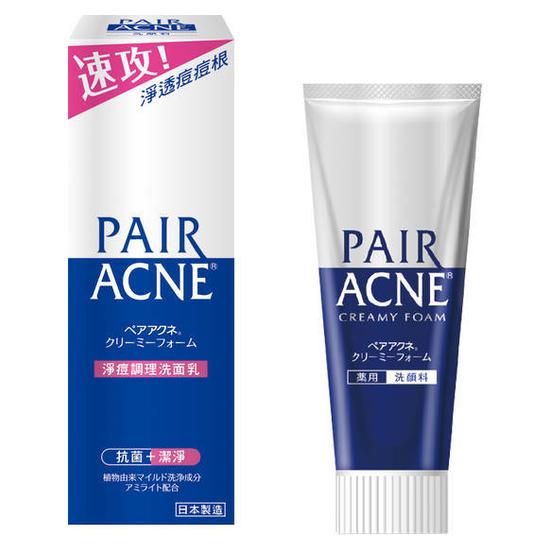 PAIR
ACNE®
洗顔料
速攻!
淨透痘痘根
PAIR
ACNE®
ペアアクネ®
クリーミーフォーム
淨痘調理洗面乳
抗菌+潔淨
植物由来マイルド洗浄成分
アミライト配合
日本製造
PAIR
ACNE®
CREAMY FOAM
ペアアクネ®
クリーミーフォーム
薬用 洗顔料